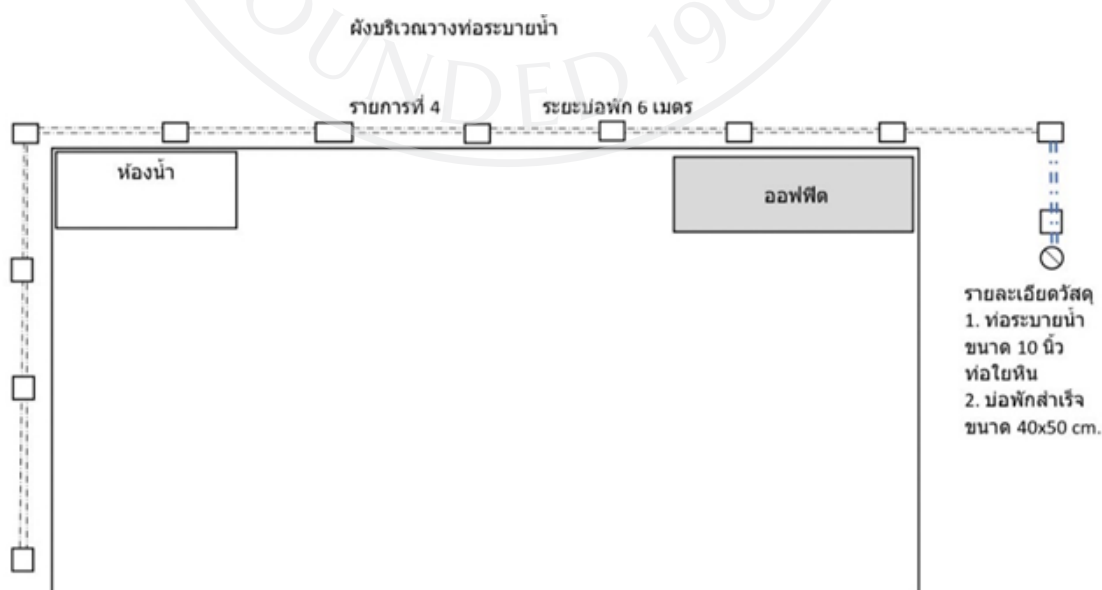 FOUNDED 196
ผังบริเวณวางท่อระบายน้ำ
รายการที่ 4
ระยะบ่อพัก 6 เมตร
ห้องน้ำ
ออฟฟีต
รายละเอียดวัสดุ
1. ท่อระบายน้ำ
ขนาด 10 นิ้ว
ท่อใยหิน
2. บ่อพักสำเร็จ
ขนาด 40x50 cm.